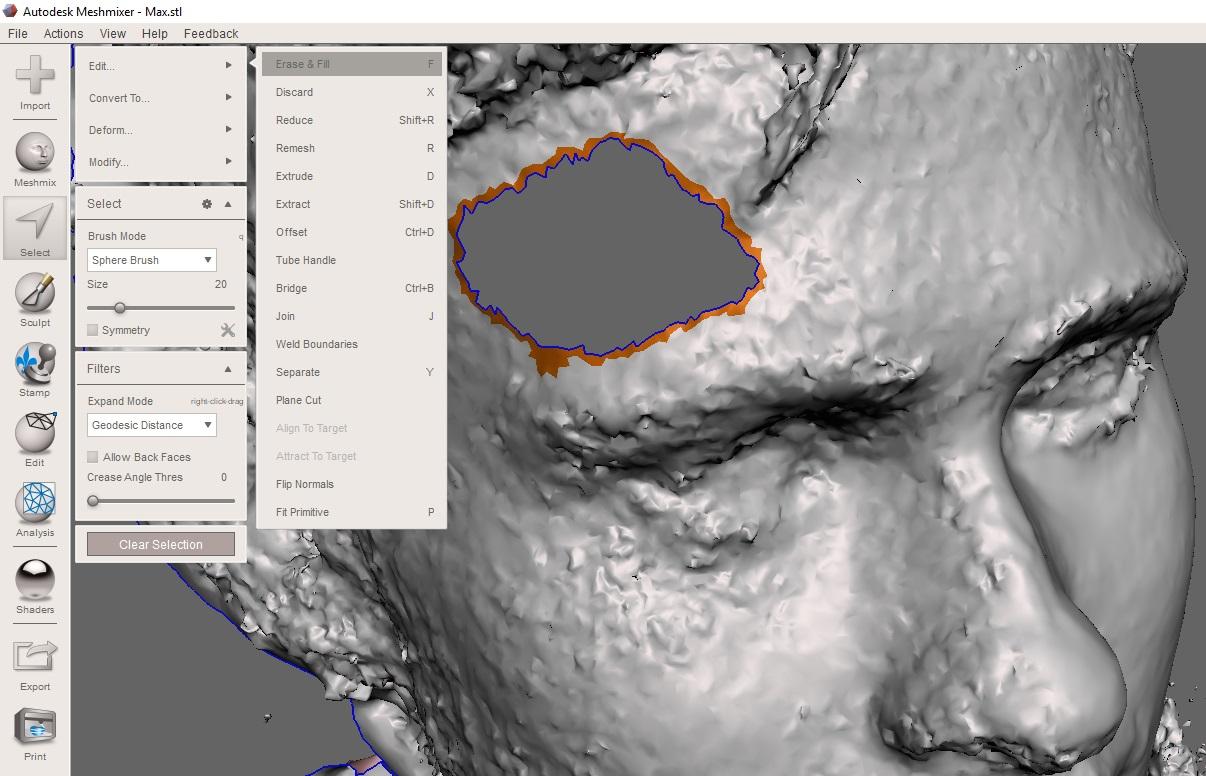 Autodesk Meshmixer - Max.stl
File Actions View Help Feedback
Import
Meshmix
Select
Sculpt
Stamp
Edit
Analysis
Shaders
Export
Print
Edit...
Convert To...
Deform...
Modify...
Select
Brush Mode q
Sphere Brush
Size 20
Symmetry
Filters
Expand Mode right-click-drag
Geodesic Distance
Allow Back Faces
Crease Angle Thres 0
Clear Selection
Erase & Fill F
Discard X
Reduce Shift+R
Remesh R
Extrude D
Extract Shift+D
Offset Ctrl+D
Tube Handle
Bridge Ctrl+B
Join J
Weld Boundaries
Separate Y
Plane Cut
Align To Target
Attract To Target
Flip Normals
Fit Primitive P